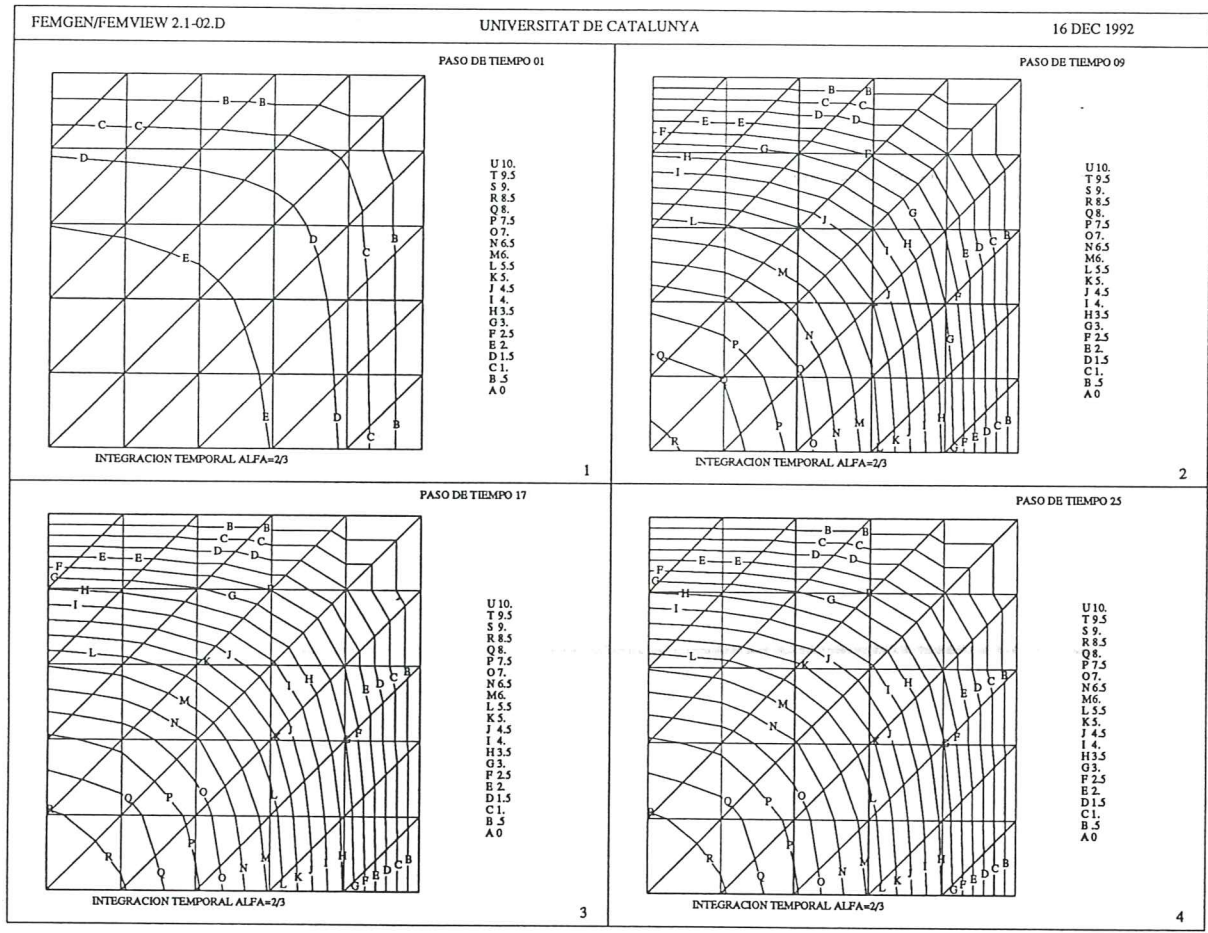 FEMGEN/FEMVIEW 2.1-02.D
UNIVERSITAT DE CATALUNYA
16 DEC 1992
PASO DE TIEMPO 01
B B
C C
D
E
D
C
B
E
D
C
B
U 10.
T 9.5
S 9.
R 8.5
Q 8.
P 7.5
O 7.
N 6.5
M 6.
L 5.5
K 5.
J 4.5
I 4.
H 3.5
G 3.
F 2.5
E 2.
D 1.5
C 1.
B .5
A 0
INTEGRACION TEMPORAL ALFA=2/3
1
PASO DE TIEMPO 09
B B
C C
D D
E E
F
G
H
I
L
J
G
H
I
E D C B
M
J
F
N
G
P
Q
R
P
O
N
M
K
J
I
H
G F E D C B
U 10.
T 9.5
S 9.
R 8.5
Q 8.
P 7.5
O 7.
N 6.5
M 6.
L 5.5
K 5.
J 4.5
I 4.
H 3.5
G 3.
F 2.5
E 2.
D 1.5
C 1.
B .5
A 0
INTEGRACION TEMPORAL ALFA=2/3
2
PASO DE TIEMPO 17
B B
C C
D D
E E
F
G
H
G
I
L
K J
I H
E D C B
M
N
J
F
Q P O L
R
Q
P
O
N
M
L
K
J
I
H
G F E D C B
U 10.
T 9.5
S 9.
R 8.5
Q 8.
P 7.5
O 7.
N 6.5
M 6.
L 5.5
K 5.
J 4.5
I 4.
H 3.5
G 3.
F 2.5
E 2.
D 1.5
C 1.
B .5
A 0
INTEGRACION TEMPORAL ALFA=2/3
3
PASO DE TIEMPO 25
B B
C C
D D
E E
F
G
H
G
I
L
K J
I H
E D C B
M
N
J
F
Q P O L
R
Q
P
O
N
M
L
K
J
I
H
G F E D C B
U 10.
T 9.5
S 9.
R 8.5
Q 8.
P 7.5
O 7.
N 6.5
M 6.
L 5.5
K 5.
J 4.5
I 4.
H 3.5
G 3.
F 2.5
E 2.
D 1.5
C 1.
B .5
A 0
INTEGRACION TEMPORAL ALFA=2/3
4